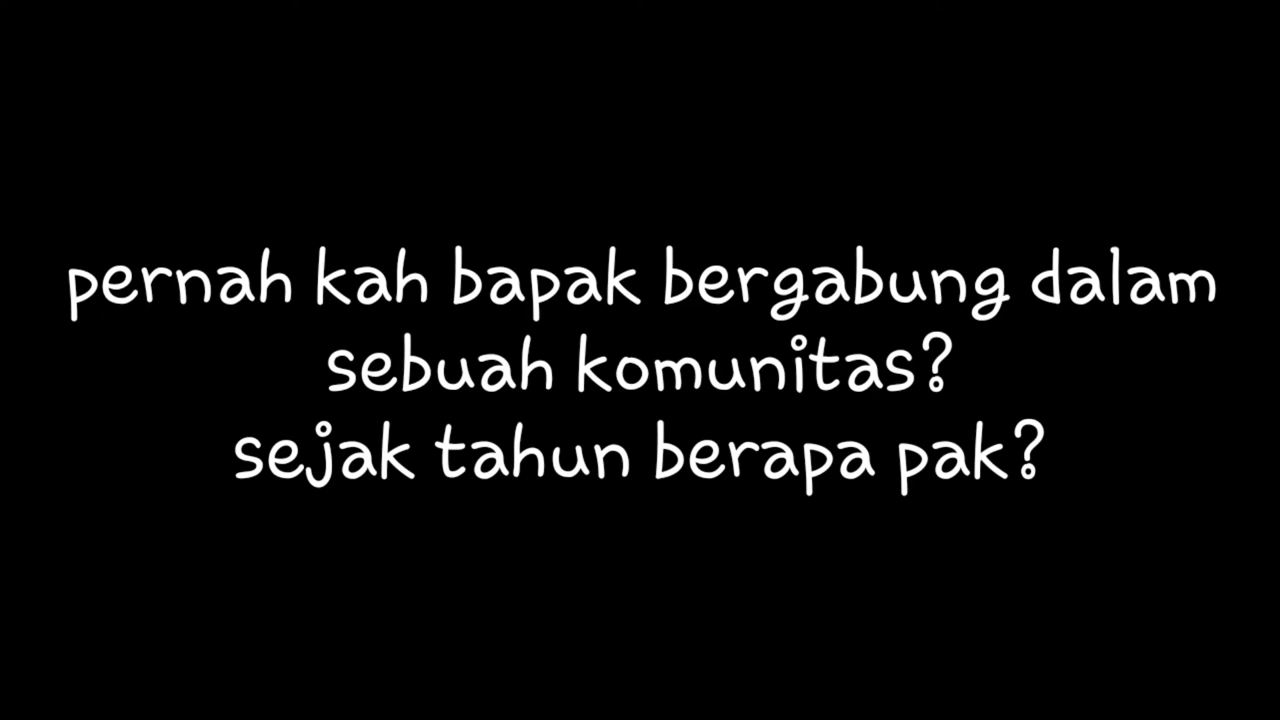 pernah kah bapak bergabung dalam
sebuah komunitas?
sejak tahun berapa pak?